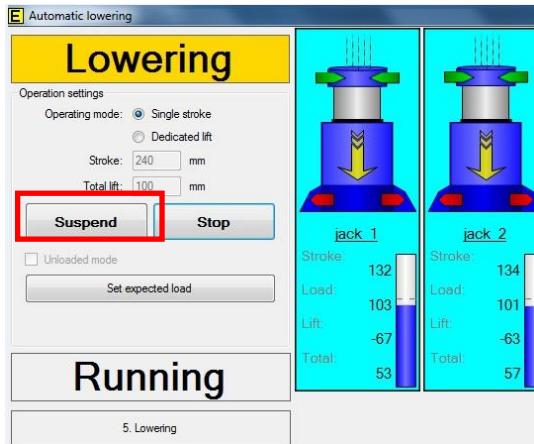 E Automatic lowering
Lowering
Operation settings
Operating mode: Single stroke
Dedicated lift
Stroke: 240 mm
Total lift: 100 mm
Suspend Stop
Unloaded mode
Set expected load
Running
5. Lowering
jack 1
Stroke:
132
Load:
103
Lift:
-67
Total:
53
jack 2
Stroke:
134
Load:
101
Lift:
-63
Total:
57